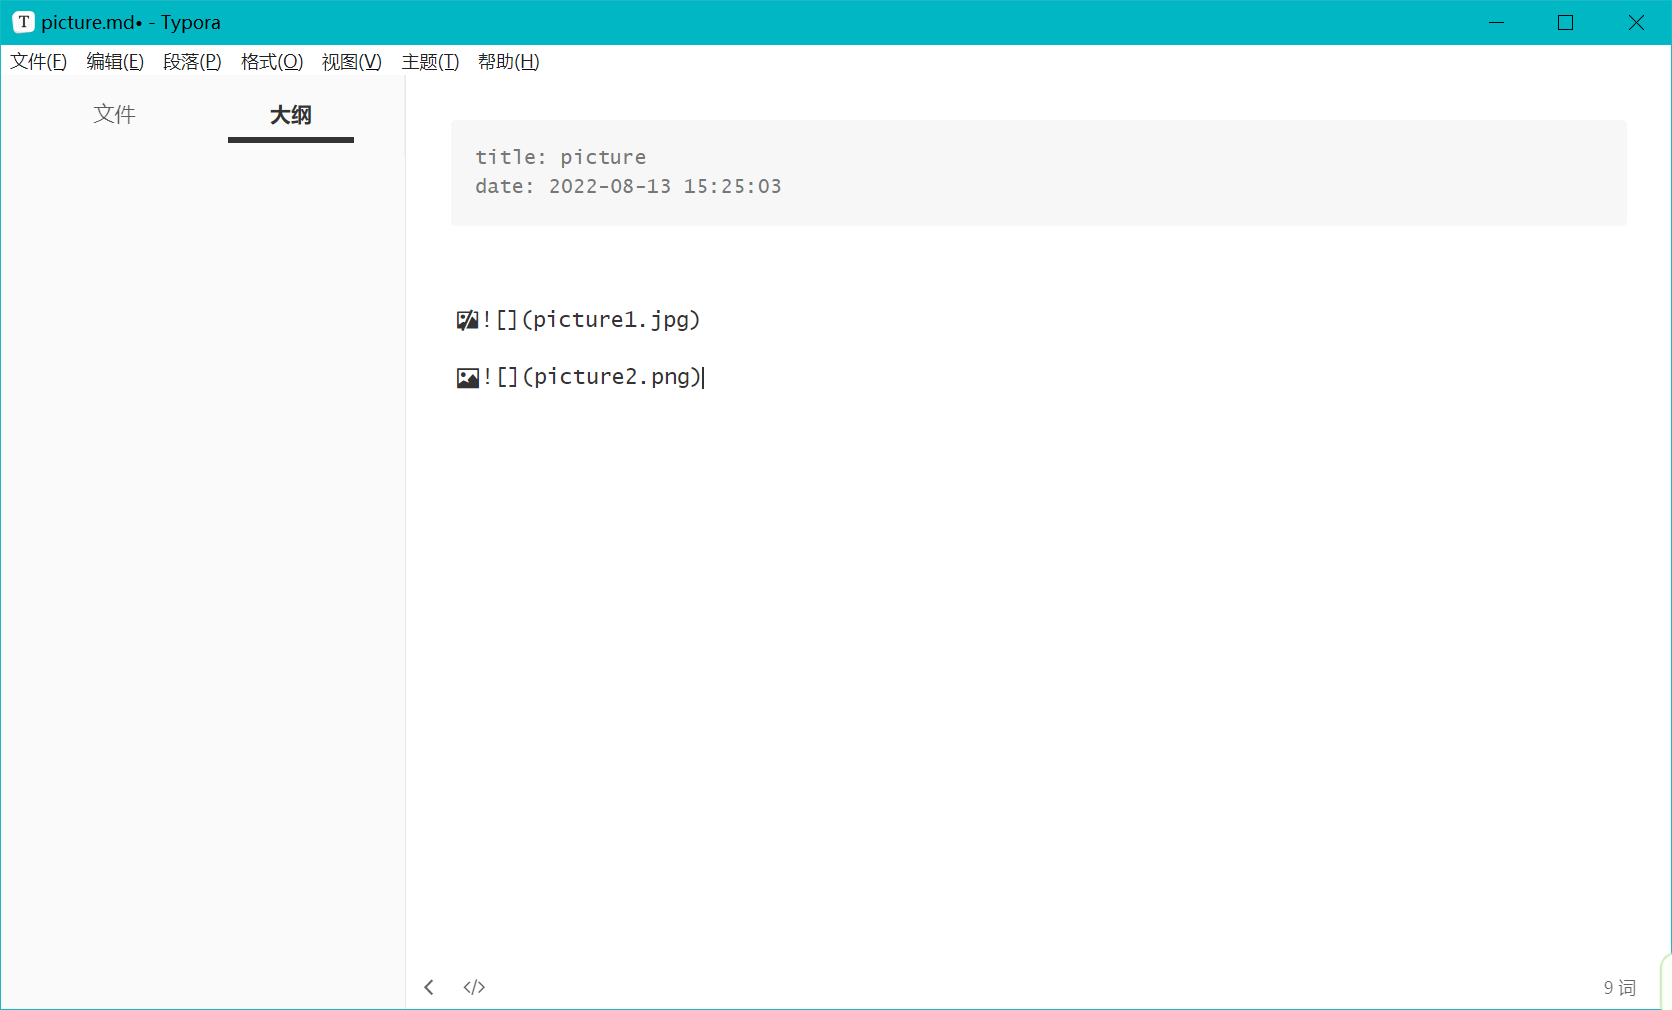 T picture.md• - Typora
文件(F) 编辑(E) 段落(P) 格式(O) 视图(V) 主题(T) 帮助(H)
文件 大纲
title: picture
date: 2022-08-13 15:25:03
![](picture1.jpg)
![](picture2.png)
</> 9 词